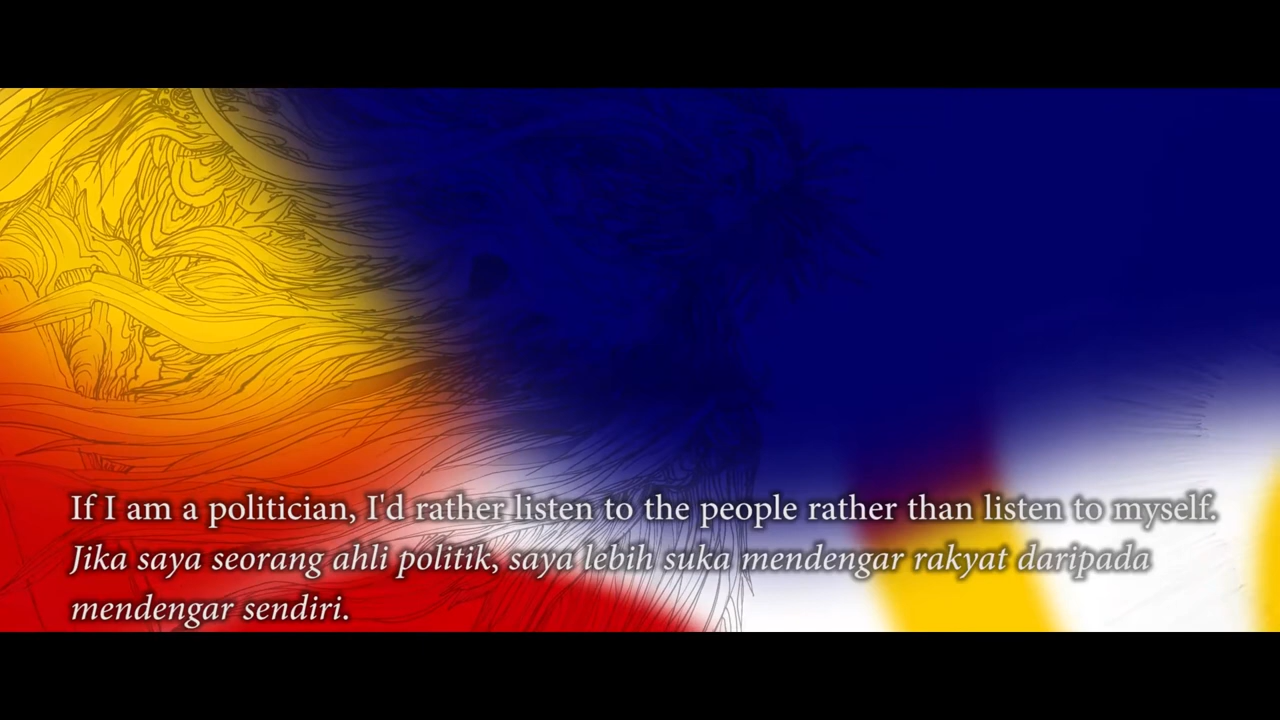 If I am a politician, I'd rather listen to the people rather than listen to myself.
Jika saya seorang ahli politik, saya lebih suka mendengar rakyat daripada
mendengar sendiri.